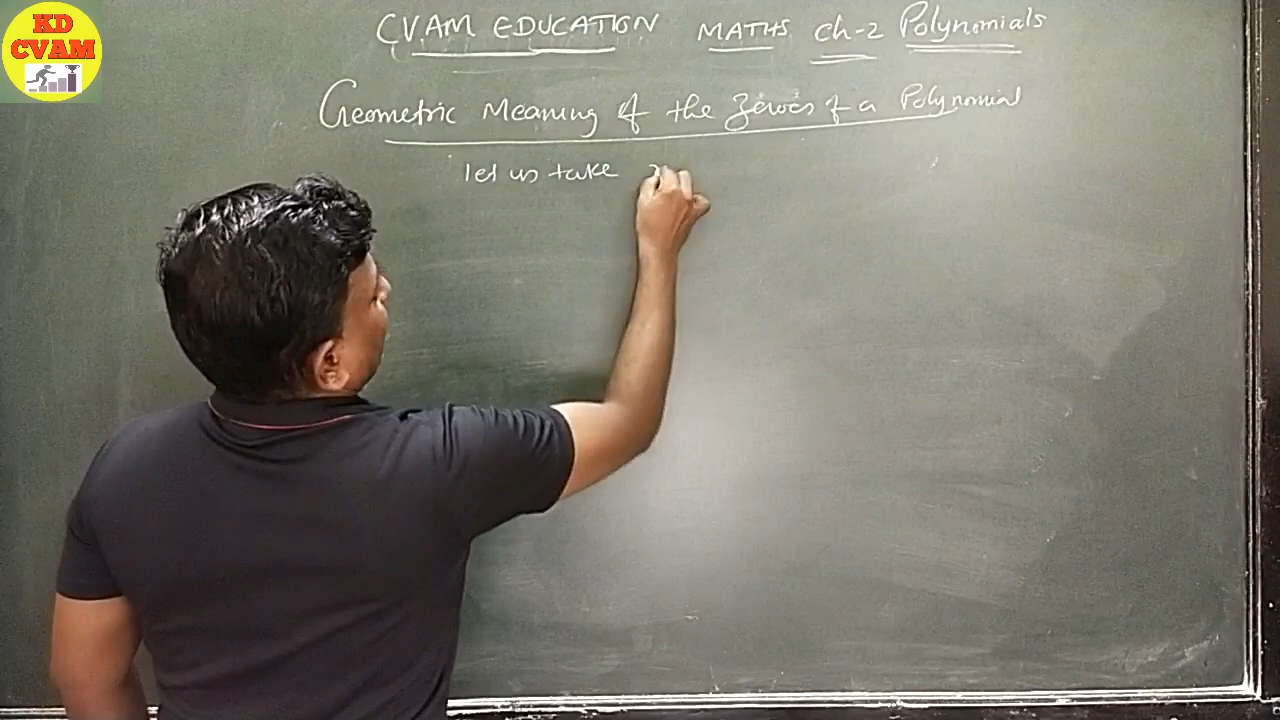 KD
CVAM
CVAM EDUCATION MATHS Ch-2 Polynomials
Geometric Meaning of the Zeroes of a Polynomial
let us take